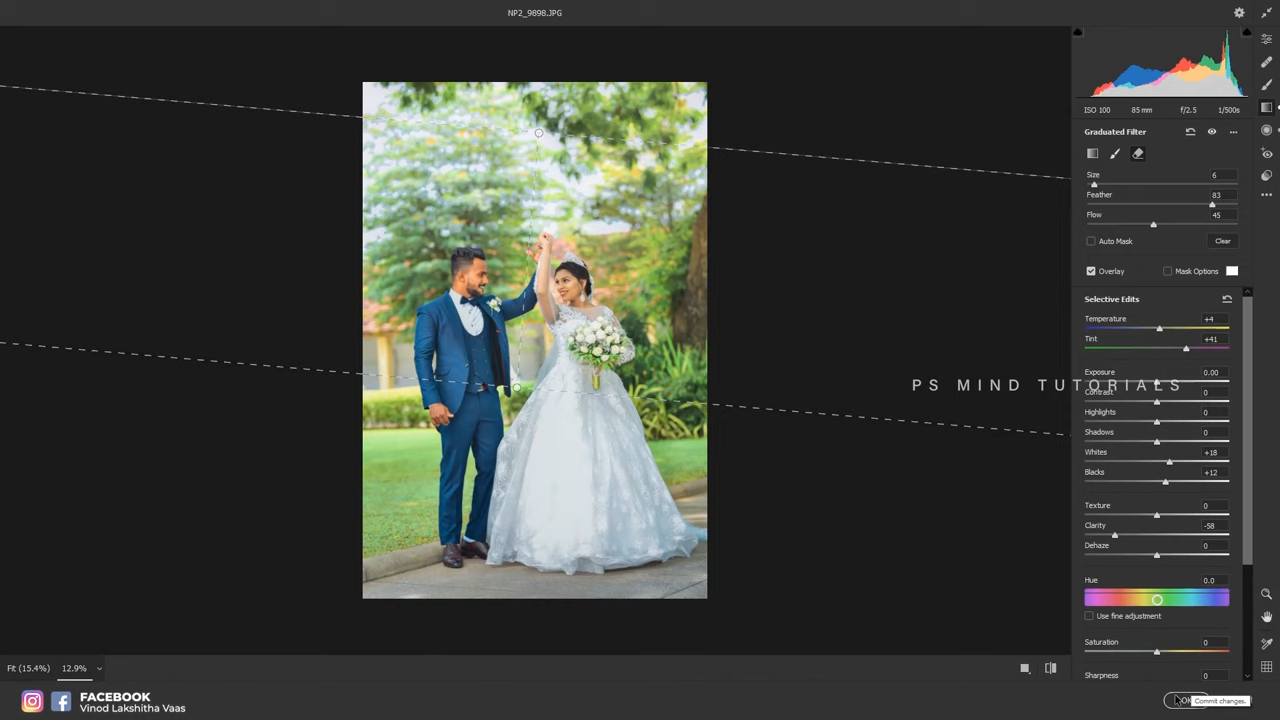 NP2_9898.JPG
ISO 100 85 mm f/2.5 1/500s
Graduated Filter
Size 6
Feather 83
Flow 45
Auto Mask Clear
Overlay Mask Options
Selective Edits
Temperature +4
Tint +41
Exposure 0.00
PS MIND TUTORIALS
Contrast 0
Highlights 0
Shadows 0
Whites +18
Blacks +12
Texture 0
Clarity -58
Dehaze 0
Hue 0.0
Use fine adjustment
Saturation 0
Sharpness 0
Fit (15.4%) 12.9%
FACEBOOK
Vinod Lakshitha Vaas
Commit changes.